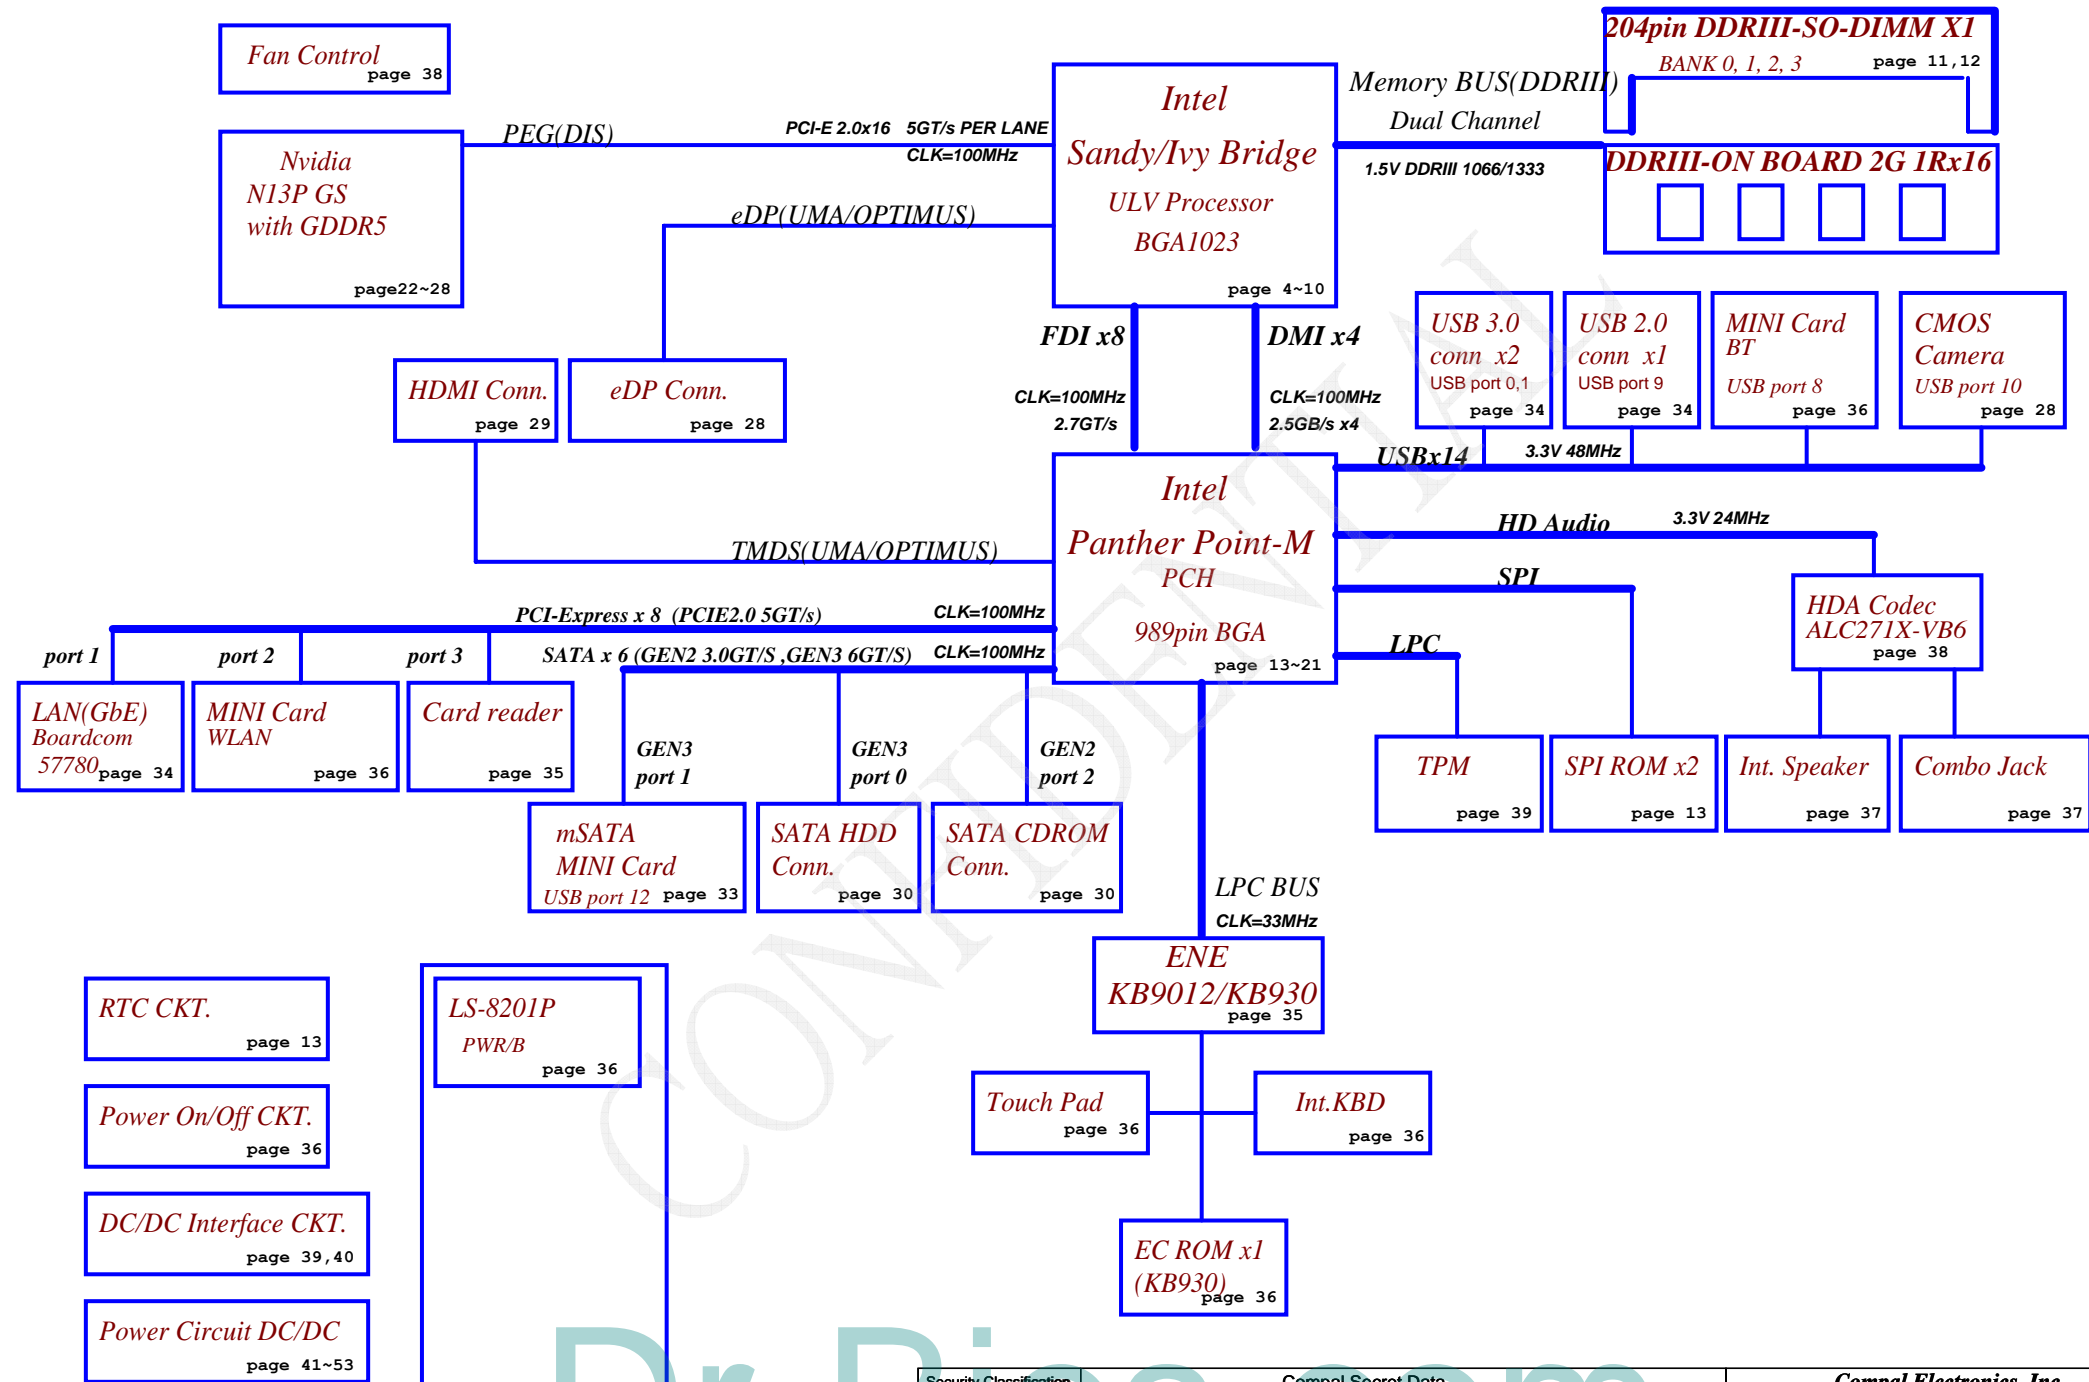 Fan Control
page 38
Nvidia
N13P GS
with GDDR5
page22~28
PEG(DIS)
PCI-E 2.0x16 5GT/s PER LANE
CLK=100MHz
eDP(UMA/OPTIMUS)
Intel
Sandy/Ivy Bridge
ULV Processor
BGA1023
page 4~10
Memory BUS(DDRIII)
Dual Channel
1.5V DDRIII 1066/1333
204pin DDRIII-SO-DIMM X1
BANK 0, 1, 2, 3
page 11,12
DDRIII-ON BOARD 2G 1Rx16
FDI x8
CLK=100MHz
2.7GT/s
DMI x4
CLK=100MHz
2.5GB/s x4
HDMI Conn.
page 29
eDP Conn.
page 28
USB 3.0
conn x2
USB port 0,1
page 34
USB 2.0
conn x1
USB port 9
page 34
MINI Card
BT
USB port 8
page 36
CMOS
Camera
USB port 10
page 28
USBx14
3.3V 48MHz
Intel
Panther Point-M
PCH
989pin BGA
page 13~21
TMDS(UMA/OPTIMUS)
HD Audio
3.3V 24MHz
SPI
LPC
HDA Codec
ALC271X-VB6
page 38
PCI-Express x 8 (PCIE2.0 5GT/s)
CLK=100MHz
port 1
port 2
port 3
SATA x 6 (GEN2 3.0GT/S ,GEN3 6GT/S)
CLK=100MHz
LAN(GbE)
Boardcom
57780
page 34
MINI Card
WLAN
page 36
Card reader
page 35
GEN3
port 1
GEN3
port 0
GEN2
port 2
TPM
page 39
SPI ROM x2
page 13
Int. Speaker
page 37
Combo Jack
page 37
mSATA
MINI Card
USB port 12
page 33
SATA HDD
Conn.
page 30
SATA CDROM
Conn.
page 30
LPC BUS
CLK=33MHz
ENE
KB9012/KB930
page 35
RTC CKT.
page 13
LS-8201P
PWR/B
page 36
Touch Pad
page 36
Int.KBD
page 36
Power On/Off CKT.
page 36
DC/DC Interface CKT.
page 39,40
EC ROM x1
(KB930)
page 36
Power Circuit DC/DC
page 41~53
CONFIDENTIAL
Dr-Bios.com
Security Classification
Compal Secret Data
Compal Electronics, Inc.